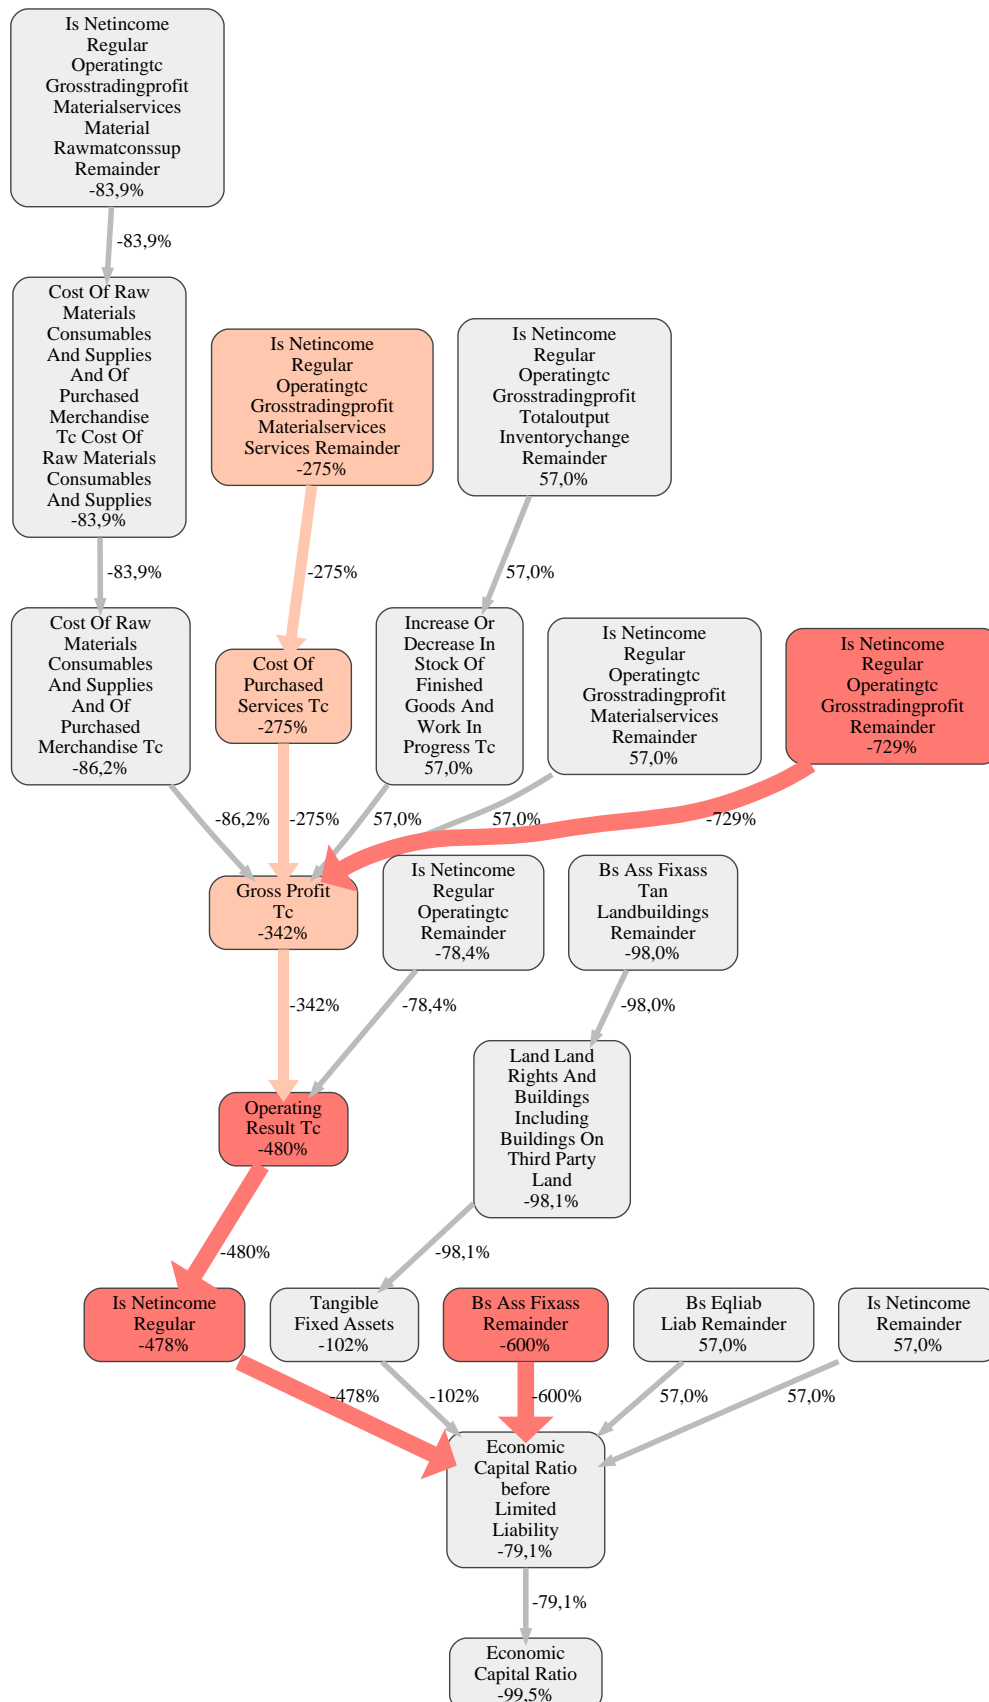 Is Netincome
Regular
Operatingtc
Grosstradingprofit
Materialservices
Material
Rawmatconssup
Remainder
-83,9%
-83,9%
Cost Of Raw
Materials
Consumables
And Supplies
And Of
Purchased
Merchandise
Tc Cost Of
Raw Materials
Consumables
And Supplies
-83,9%
Is Netincome
Regular
Operatingtc
Grosstradingprofit
Materialservices
Services Remainder
-275%
Is Netincome
Regular
Operatingtc
Grosstradingprofit
Totaloutput
Inventorychange
Remainder
57,0%
-83,9%
-275%
57,0%
Cost Of Raw
Materials
Consumables
And Supplies
And Of
Purchased
Merchandise Tc
-86,2%
Cost Of
Purchased
Services Tc
-275%
Increase Or
Decrease In
Stock Of
Finished
Goods And
Work In
Progress Tc
57,0%
Is Netincome
Regular
Operatingtc
Grosstradingprofit
Materialservices
Remainder
57,0%
Is Netincome
Regular
Operatingtc
Grosstradingprofit
Remainder
-729%
-86,2%
-275%
57,0%
57,0%
-729%
Gross Profit
Tc
-342%
Is Netincome
Regular
Operatingtc
Remainder
-78,4%
Bs Ass Fixass
Tan
Landbuildings
Remainder
-98,0%
-342%
-78,4%
-98,0%
Operating
Result Tc
-480%
Land Land
Rights And
Buildings
Including
Buildings On
Third Party
Land
-98,1%
-480%
-98,1%
Is Netincome
Regular
-478%
Tangible
Fixed Assets
-102%
Bs Ass Fixass
Remainder
-600%
Bs Eqliab
Liab Remainder
57,0%
Is Netincome
Remainder
57,0%
-478%
-102%
-600%
57,0%
57,0%
Economic
Capital Ratio
before
Limited
Liability
-79,1%
-79,1%
Economic
Capital Ratio
-99,5%